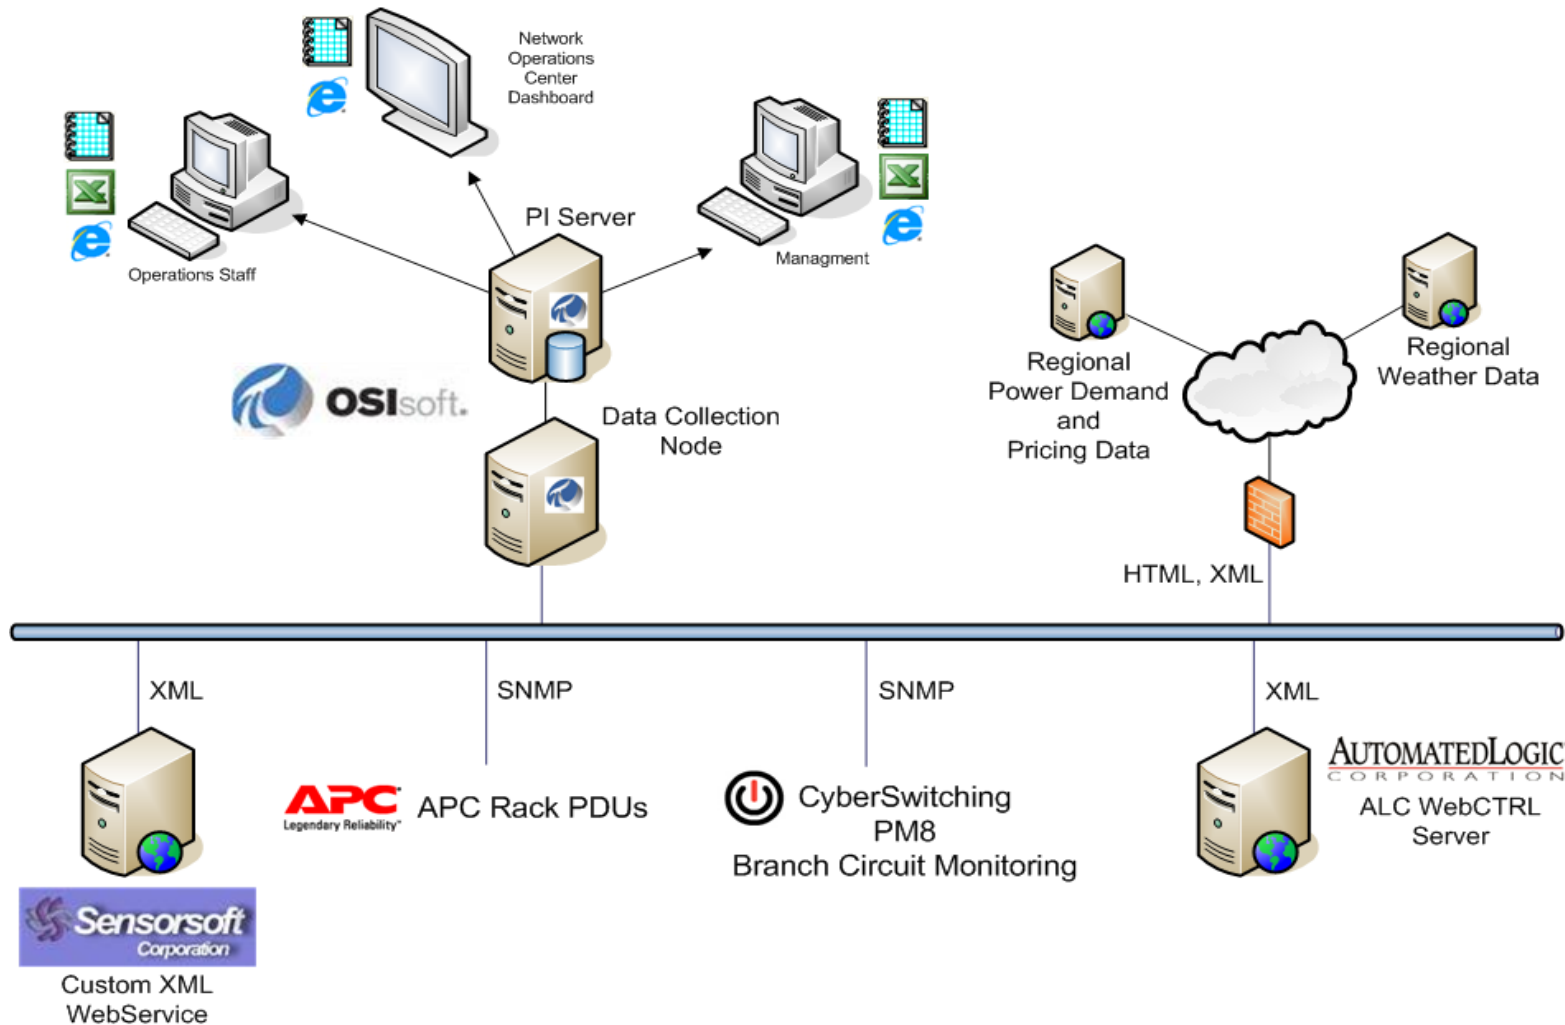 Network
Operations
Center
Dashboard
PI Server
Operations Staff
Managment
OSIsoft.
Data Collection
Node
Regional
Power Demand
and
Pricing Data
Regional
Weather Data
HTML, XML
XML
SNMP
SNMP
XML
APC
Legendary Reliability™
APC Rack PDUs
CyberSwitching
PM8
Branch Circuit Monitoring
AUTOMATEDLOGIC
CORPORATION
ALC WebCTRL
Server
Sensorsoft
Corporation
Custom XML
WebService